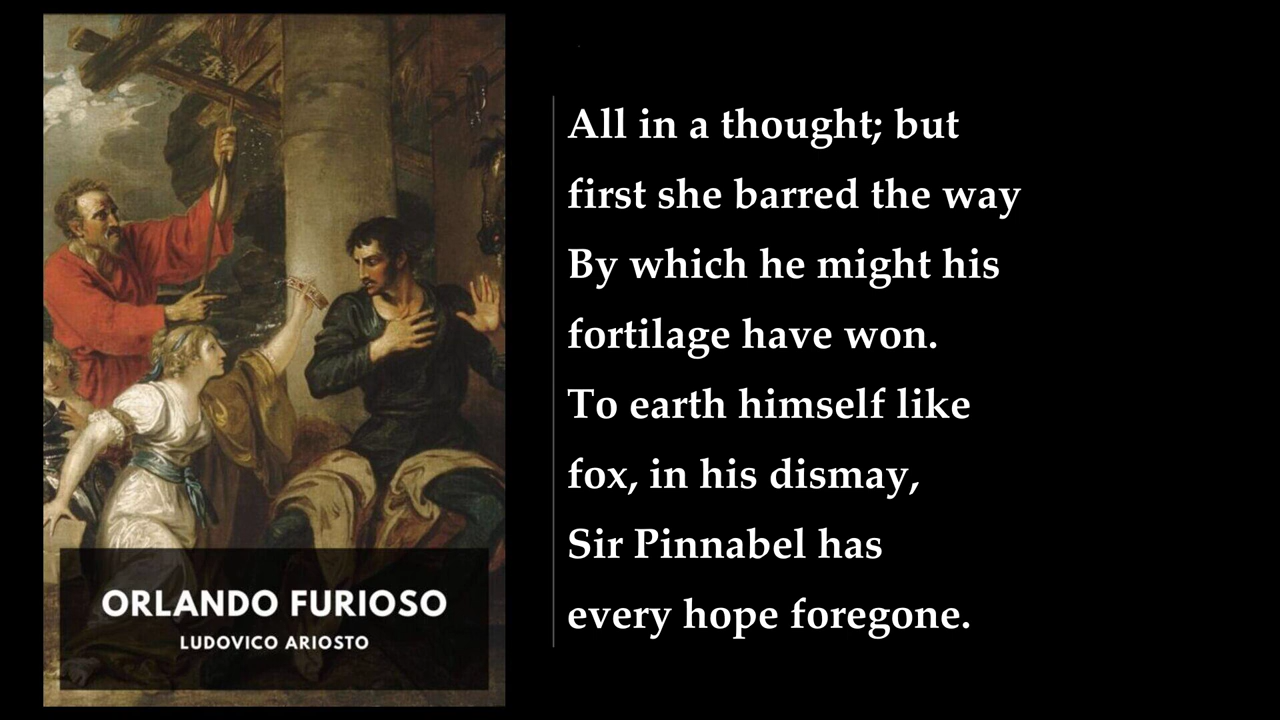 ORLANDO FURIOSO
LUDOVICO ARIOSTO
All in a thought; but
first she barred the way
By which he might his
fortilage have won.
To earth himself like
fox, in his dismay,
Sir Pinnabel has
every hope foregone.